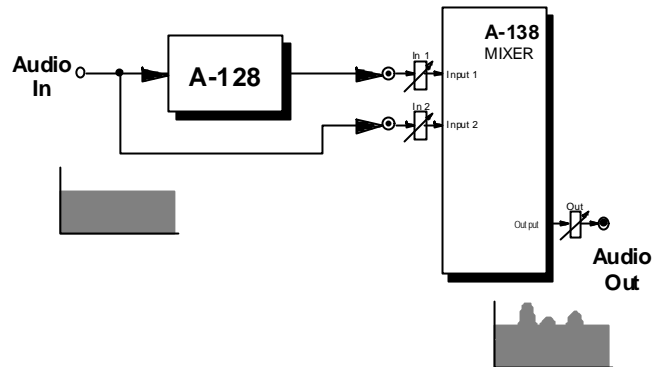 Audio
In
A-128
In 1
In 2
A-138
MIXER
Input 1
Input 2
Output
Out
Audio
Out